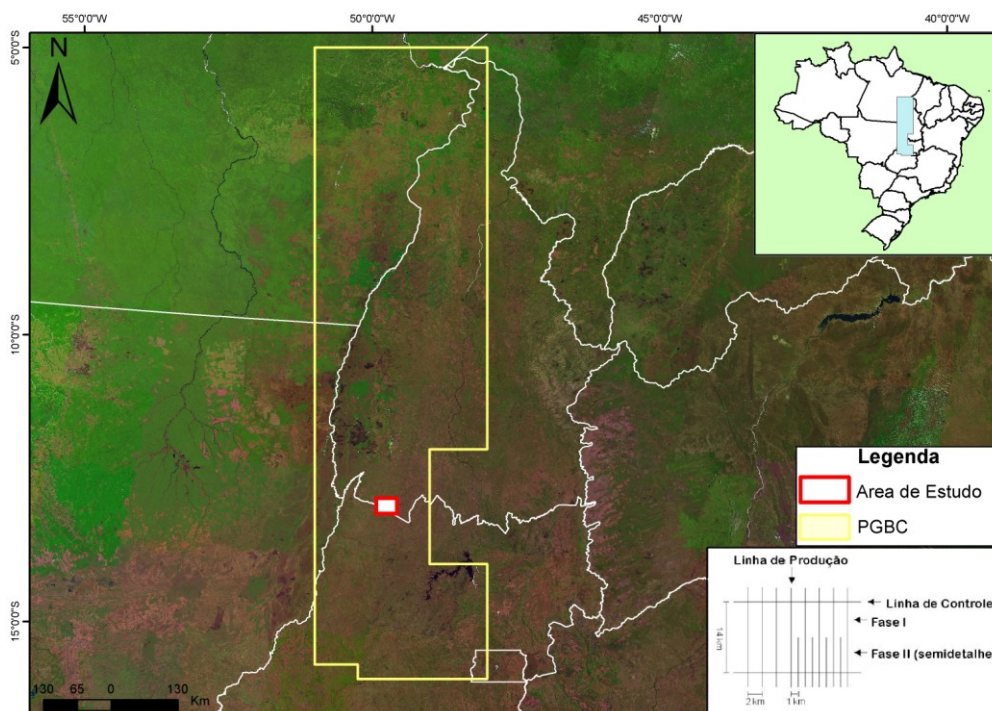 55°0'0"W 50°0'0"W 45°0'0"W 40°0'0"W
5°0'0"S
N
10°0'0"S
15°0'0"S
Legenda
Area de Estudo
PGBC
Linha de Produção
Linha de Controle
Fase I
Fase II (semidetalhe)
14 km
2 km 1 km
130 65 0 130
Km